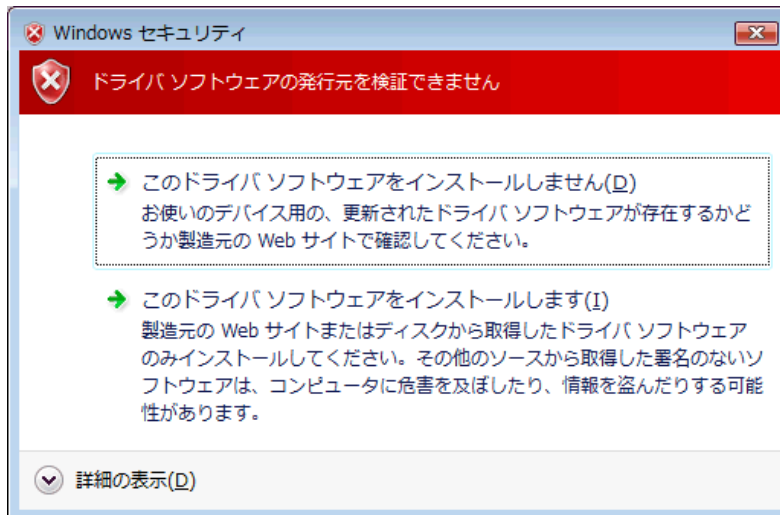 Windows セキュリティ
ドライバ ソフトウェアの発行元を検証できません
このドライバ ソフトウェアをインストールしません(D)
お使いのデバイス用の、更新されたドライバ ソフトウェアが存在するかど
うか製造元の Web サイトで確認してください。
このドライバ ソフトウェアをインストールします(I)
製造元の Web サイトまたはディスクから取得したドライバ ソフトウェア
のみインストールしてください。その他のソースから取得した署名のないソ
フトウェアは、コンピュータに危害を及ぼしたり、情報を盗んだりする可能
性があります。
詳細の表示(D)